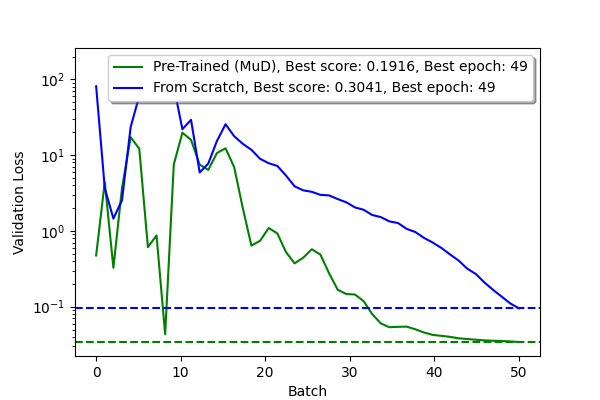 Pre-Trained (MuD), Best score: 0.1916, Best epoch: 49
From Scratch, Best score: 0.3041, Best epoch: 49
Validation Loss
10²
10¹
10⁰
10⁻¹
0 10 20 30 40 50
Batch